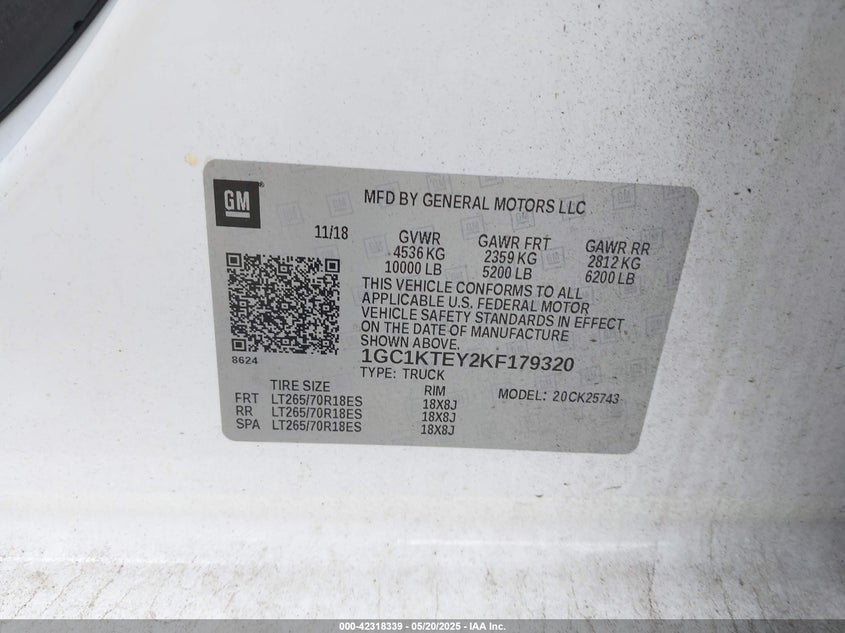 GM
MFD BY GENERAL MOTORS LLC
11/18
GVWR GAWR FRT GAWR RR
4536 KG 2359 KG 2812 KG
10000 LB 5200 LB 6200 LB
THIS VEHICLE CONFORMS TO ALL
APPLICABLE U.S. FEDERAL MOTOR
VEHICLE SAFETY STANDARDS IN EFFECT
ON THE DATE OF MANUFACTURE
SHOWN ABOVE.
8624
1GC1KTEY2KF179320
TYPE: TRUCK
TIRE SIZE RIM MODEL: 20CK25743
FRT LT265/70R18ES 18X8J
RR LT265/70R18ES 18X8J
SPA LT265/70R18ES 18X8J
000-42318339 - 05/20/2025 - IAA Inc.